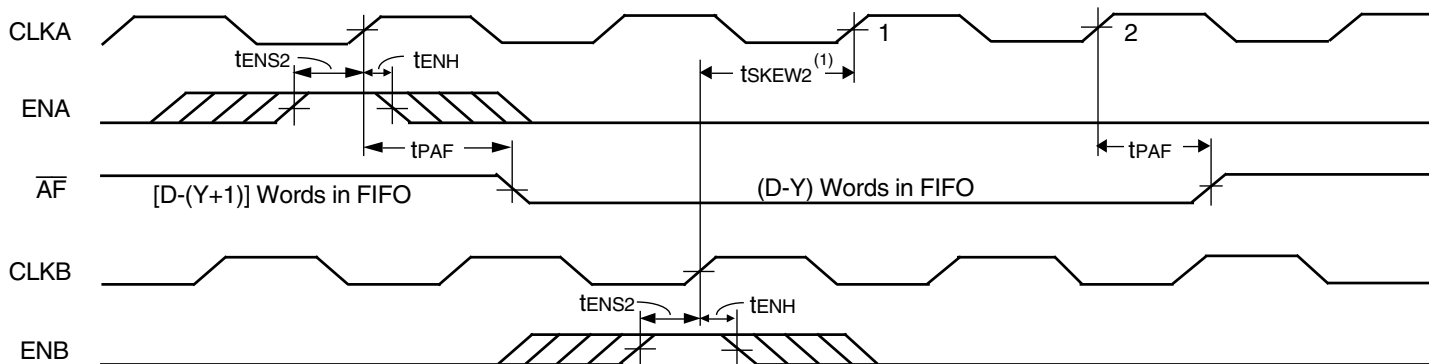 CLKA
1
2
tENS2
tENH
tSKEW2(1)
ENA
tPAF
tPAF
AF
[D-(Y+1)] Words in FIFO
(D-Y) Words in FIFO
CLKB
tENS2
tENH
ENB